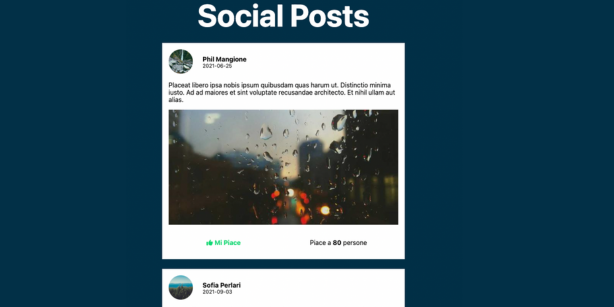 Social Posts
Phil Mangione
2021-06-25
Placeat libero ipsa nobis ipsum quibusdam quas harum ut. Distinctio minima
iusto. Ad ad maiores et sint voluptate recusandae architecto. Et nihil ullam aut
alias.
Mi Piace
Piace a 80 persone
Sofia Perlari
2021-09-03